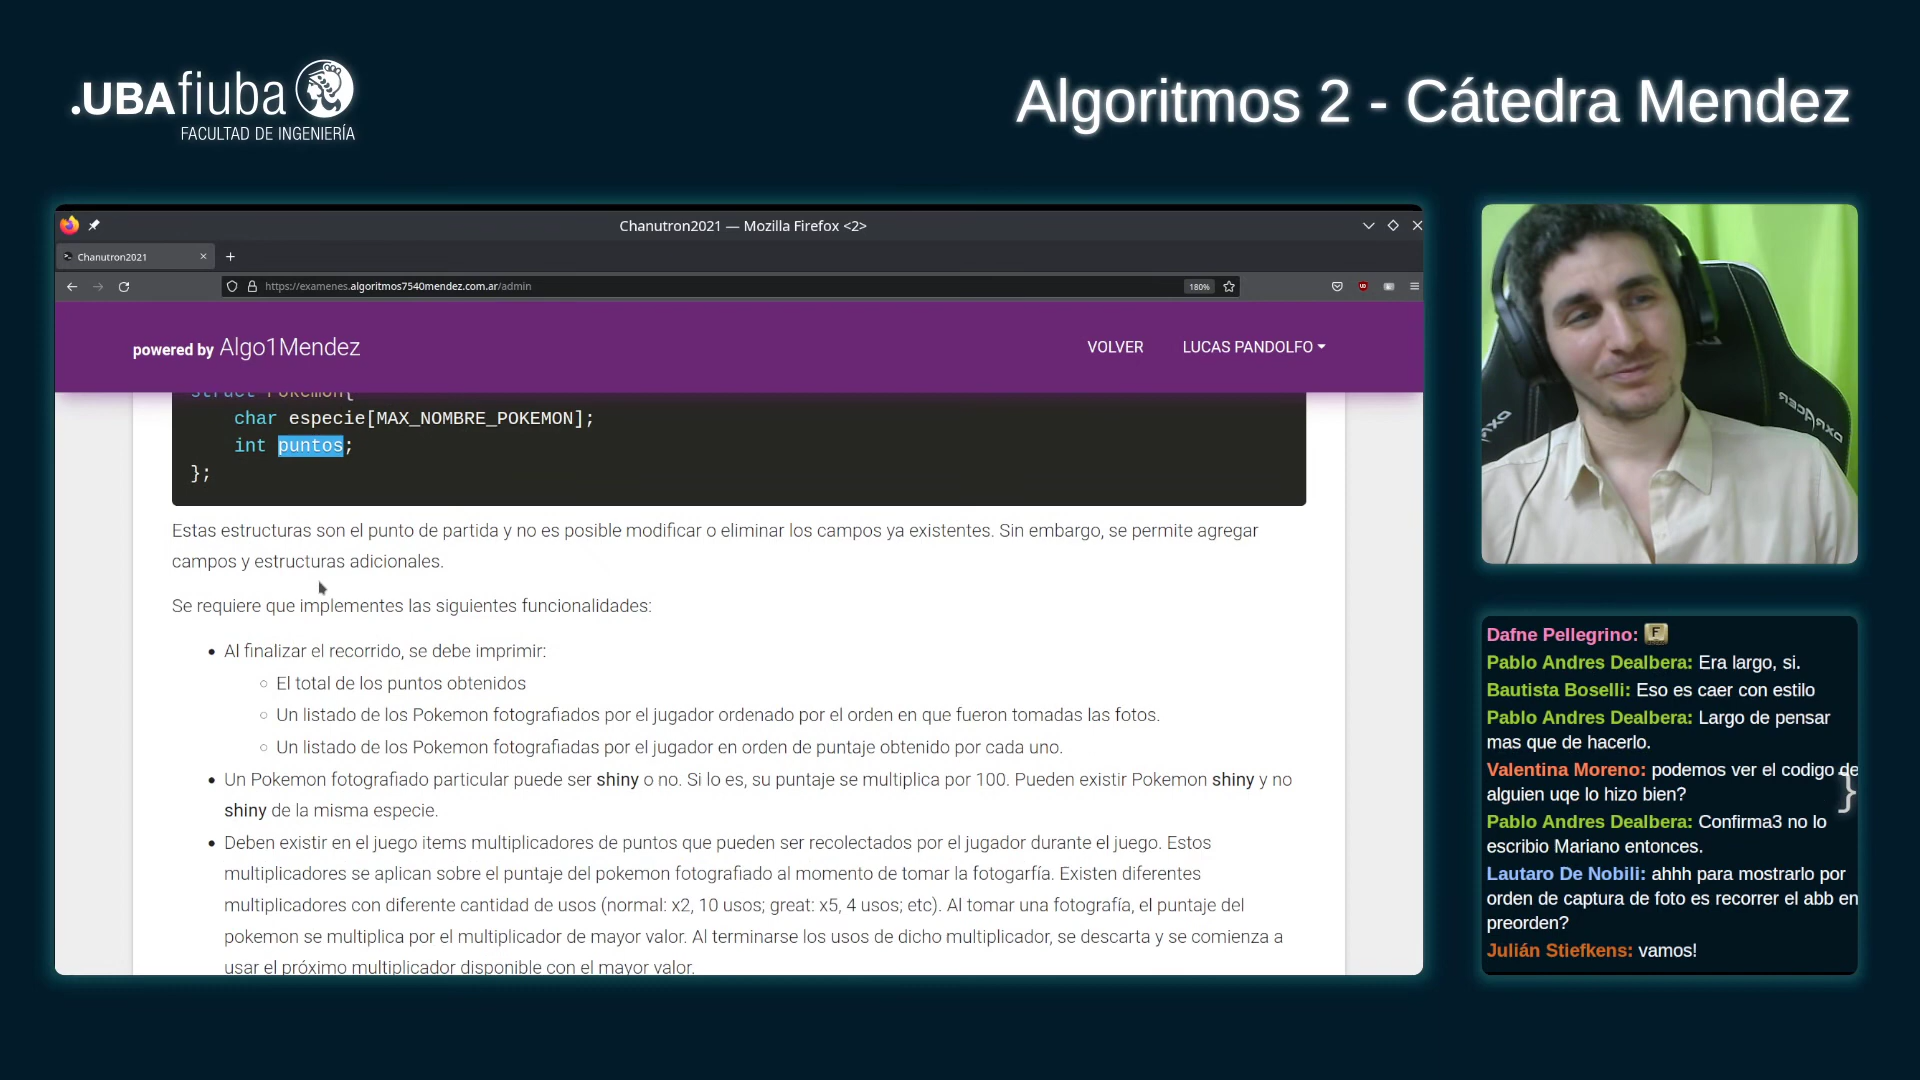 .UBAfiuba
FACULTAD DE INGENIERÍA
Algoritmos 2 - Cátedra Mendez
Chanutron2021 — Mozilla Firefox <2>
Chanutron2021
https://examenes.algoritmos7540mendez.com.ar/admin
180%
powered by Algo1Mendez
VOLVER
LUCAS PANDOLFO
struct Pokemon{
char especie[MAX_NOMBRE_POKEMON];
int puntos;
};
Estas estructuras son el punto de partida y no es posible modificar o eliminar los campos ya existentes. Sin embargo, se permite agregar
campos y estructuras adicionales.
Se requiere que implementes las siguientes funcionalidades:
• Al finalizar el recorrido, se debe imprimir:
○ El total de los puntos obtenidos
○ Un listado de los Pokemon fotografiados por el jugador ordenado por el orden en que fueron tomadas las fotos.
○ Un listado de los Pokemon fotografiadas por el jugador en orden de puntaje obtenido por cada uno.
• Un Pokemon fotografiado particular puede ser shiny o no. Si lo es, su puntaje se multiplica por 100. Pueden existir Pokemon shiny y no
shiny de la misma especie.
• Deben existir en el juego items multiplicadores de puntos que pueden ser recolectados por el jugador durante el juego. Estos
multiplicadores se aplican sobre el puntaje del pokemon fotografiado al momento de tomar la fotogarfía. Existen diferentes
multiplicadores con diferente cantidad de usos (normal: x2, 10 usos; great: x5, 4 usos; etc). Al tomar una fotografía, el puntaje del
pokemon se multiplica por el multiplicador de mayor valor. Al terminarse los usos de dicho multiplicador, se descarta y se comienza a
usar el próximo multiplicador disponible con el mayor valor.
DXRACER
Dafne Pellegrino: F
Pablo Andres Dealbera: Era largo, si.
Bautista Boselli: Eso es caer con estilo
Pablo Andres Dealbera: Largo de pensar
mas que de hacerlo.
Valentina Moreno: podemos ver el codigo de
alguien uqe lo hizo bien?
}
Pablo Andres Dealbera: Confirma3 no lo
escribio Mariano entonces.
Lautaro De Nobili: ahhh para mostrarlo por
orden de captura de foto es recorrer el abb en
preorden?
Julián Stiefkens: vamos!